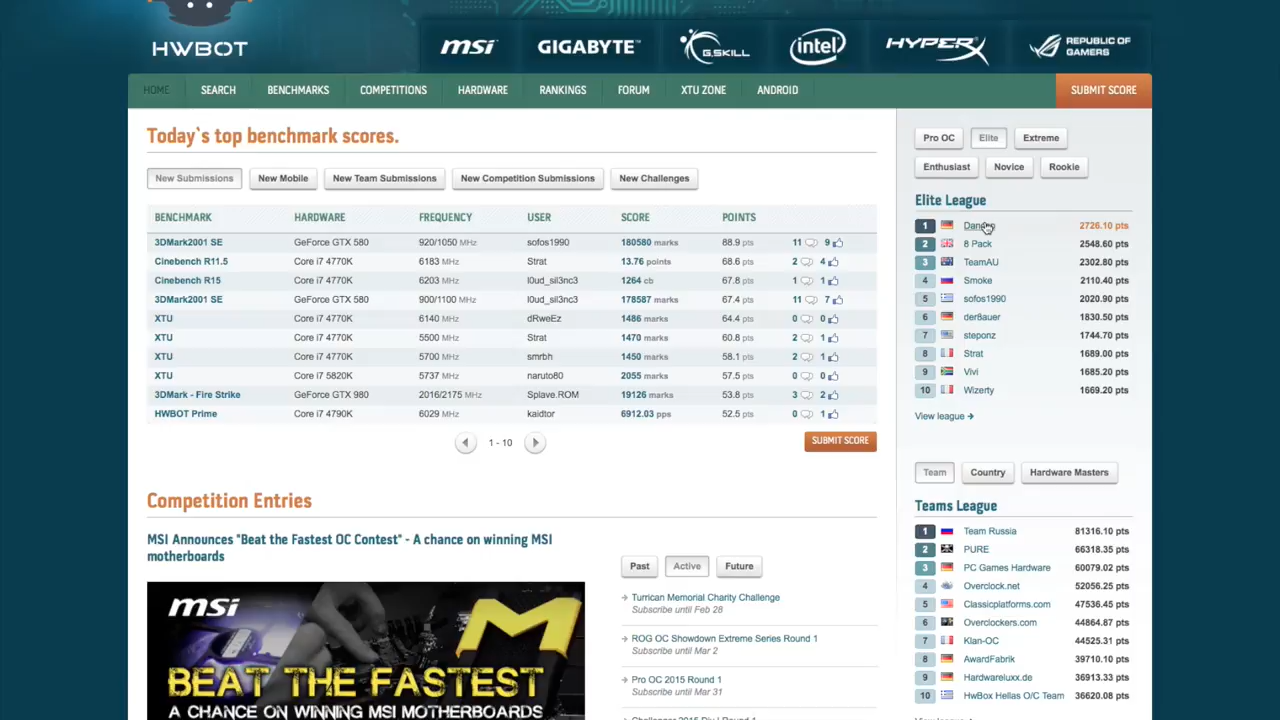 HWBOT
msi
GIGABYTE
G.SKILL
intel
HYPERX
REPUBLIC OF
GAMERS
HOME SEARCH BENCHMARKS COMPETITIONS HARDWARE RANKINGS FORUM XTU ZONE ANDROID SUBMIT SCORE
Today`s top benchmark scores.
New Submissions New Mobile New Team Submissions New Competition Submissions New Challenges
BENCHMARK HARDWARE FREQUENCY USER SCORE POINTS
3DMark2001 SE GeForce GTX 580 920/1050 MHz sofos1990 180580 marks 88.9 pts 11 9
Cinebench R11.5 Core i7 4770K 6183 MHz Strat 13.76 points 68.6 pts 2 4
Cinebench R15 Core i7 4770K 6203 MHz l0ud_sil3nc3 1264 cb 67.8 pts 1 1
3DMark2001 SE GeForce GTX 580 900/1100 MHz l0ud_sil3nc3 178587 marks 67.4 pts 11 7
XTU Core i7 4770K 6140 MHz dRweEz 1486 marks 64.4 pts 0 0
XTU Core i7 4770K 5500 MHz Strat 1470 marks 60.8 pts 2 1
XTU Core i7 4770K 5700 MHz smrbh 1450 marks 58.1 pts 2 1
XTU Core i7 5820K 5737 MHz naruto80 2055 marks 57.5 pts 0 0
3DMark - Fire Strike GeForce GTX 980 2016/2175 MHz Splave.ROM 19126 marks 53.8 pts 3 2
HWBOT Prime Core i7 4790K 6029 MHz kaidtor 6912.03 pps 52.5 pts 0 1
1 - 10
SUBMIT SCORE
Competition Entries
MSI Announces "Beat the Fastest OC Contest" - A chance on winning MSI
motherboards
msi
BEAT THE FASTEST
A CHANCE ON WINNING MSI MOTHERBOARDS
Past Active Future
Turrican Memorial Charity Challenge
Subscribe until Feb 28
ROG OC Showdown Extreme Series Round 1
Subscribe until Mar 2
Pro OC 2015 Round 1
Subscribe until Mar 31
Pro OC Elite Extreme
Enthusiast Novice Rookie
Elite League
1 2726.10 pts
2 8 Pack 2548.60 pts
3 TeamAU 2302.80 pts
4 Smoke 2110.40 pts
5 sofos1990 2020.90 pts
6 der8auer 1830.50 pts
7 steponz 1744.70 pts
8 Strat 1689.00 pts
9 Vivi 1685.20 pts
10 Wizerty 1669.20 pts
View league
Team Country Hardware Masters
Teams League
1 Team Russia 81316.10 pts
2 PURE 66318.35 pts
3 PC Games Hardware 60079.02 pts
4 Overclock.net 52056.25 pts
5 Classicplatforms.com 47536.45 pts
6 Overclockers.com 44864.87 pts
7 Klan-OC 44525.31 pts
8 AwardFabrik 39710.10 pts
9 Hardwareluxx.de 36913.33 pts
10 HwBox Hellas O/C Team 36620.08 pts